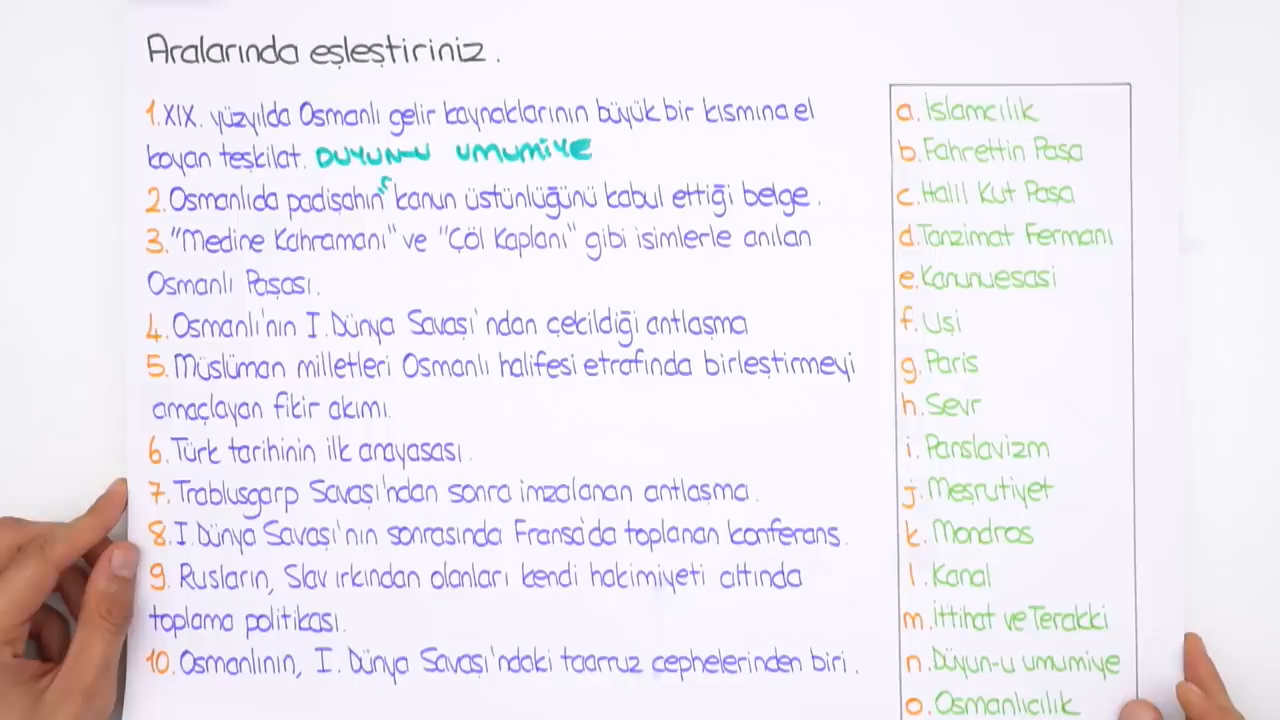 Aralarında eşleştiriniz.
1. XIX. yüzyılda Osmanlı gelir kaynaklarının büyük bir kısmına el
koyan teşkilat. DUYUN-U UMUMİYE
2. Osmanlıda padişahın kanun üstünlüğünü kabul ettiği belge.
3. "Medine Kahramanı" ve "Çöl Kaplanı" gibi isimlerle anılan
Osmanlı Paşası.
4. Osmanlı'nın I. Dünya Savaşı'ndan çekildiği antlaşma
5. Müslüman milletleri Osmanlı halifesi etrafında birleştirmeyi
amaçlayan fikir akımı.
6. Türk tarihinin ilk anayasası.
7. Trablusgarp Savaşı'ndan sonra imzalanan antlaşma.
8. I. Dünya Savaşı'nın sonrasında Fransa'da toplanan konferans.
9. Rusların, Slav ırkından olanları kendi hakimiyeti altında
toplama politikası.
10. Osmanlının, I. Dünya Savaşı'ndaki taarruz cephelerinden biri.
a. İslamcılık
b. Fahrettin Paşa
c. Halil Kut Paşa
d. Tanzimat Fermanı
e. Kanunuesasi
f. Uşi
g. Paris
h. Sevr
i. Panslavizm
j. Meşrutiyet
k. Mondros
l. Kanal
m. İttihat ve Terakki
n. Düyun-u umumiye
o. Osmanlıcılık